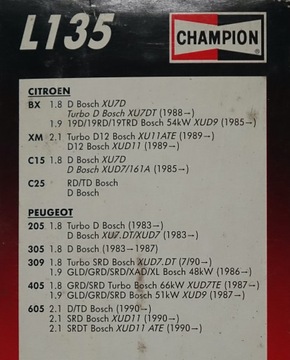 L135
CHAMPION
CITROEN
BX 1.8 D Bosch XU7D
Turbo D Bosch XU7DT (1988→)
1.9 19D/19RD/19TRD Bosch 54kW XUD9 (1985→)
XM 2.1 Turbo D12 Bosch XU11ATE (1989→)
D12 Bosch XUD11 (1989→)
C15 1.8 D Bosch XU7D
D Bosch XUD7/161A (1985→)
C25 RD/TD Bosch
D Bosch
PEUGEOT
205 1.8 Turbo D Bosch (1983→)
D Bosch XU7.DT/XUD7 (1983→)
305 1.8 D Bosch (1983→1987)
309 1.8 Turbo SRD Bosch XUD7.DT (7/90→)
1.9 GLD/GRD/SRD/XAD/XL Bosch 48kW (1986→)
405 1.8 GRD/SRD Turbo Bosch 66kW XUD7TE (1987→)
1.9 GLD/GRD/SRD Bosch 51kW XUD9 (1987→)
605 2.1 D/TD Bosch (1990→)
2.1 SRD Bosch XUD11 (1990→)
2.1 SRDT Bosch XUD11 ATE (1990→)